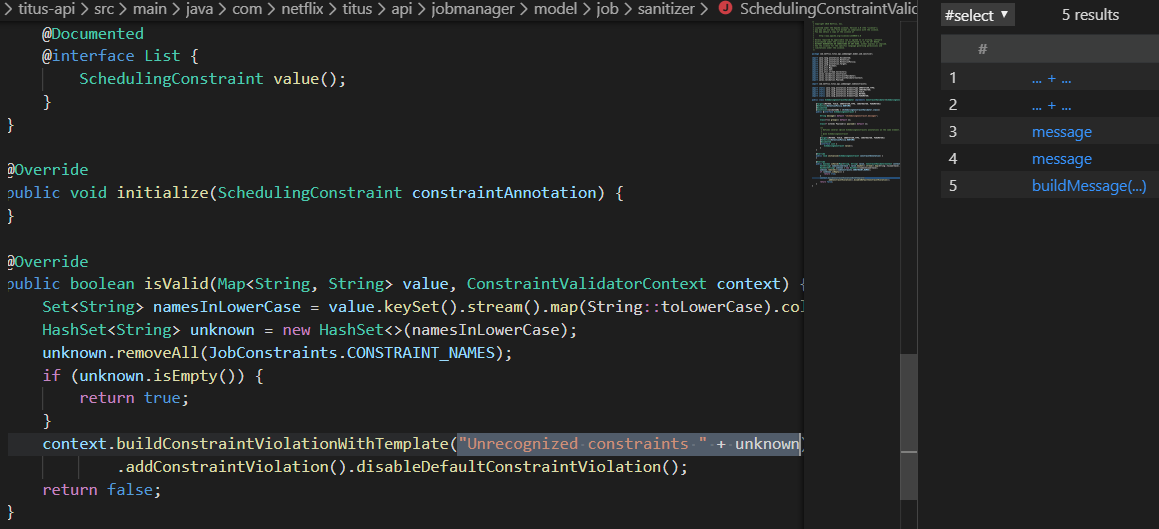 > titus-api > src > main > java > com > netflix > titus > api > jobmanager > model > job > sanitizer > SchedulingConstraintVali
@Documented
@interface List {
SchedulingConstraint value();
}
}
@Override
public void initialize(SchedulingConstraint constraintAnnotation) {
}
@Override
public boolean isValid(Map<String, String> value, ConstraintValidatorContext context) {
Set<String> namesInLowerCase = value.keySet().stream().map(String::toLowerCase).col
HashSet<String> unknown = new HashSet<>(namesInLowerCase);
unknown.removeAll(JobConstraints.CONSTRAINT_NAMES);
if (unknown.isEmpty()) {
return true;
}
context.buildConstraintViolationWithTemplate("Unrecognized constraints " + unknown)
.addConstraintViolation().disableDefaultConstraintViolation();
return false;
}
#select ▼ 5 results
#
1 ... + ...
2 ... + ...
3 message
4 message
5 buildMessage(...)